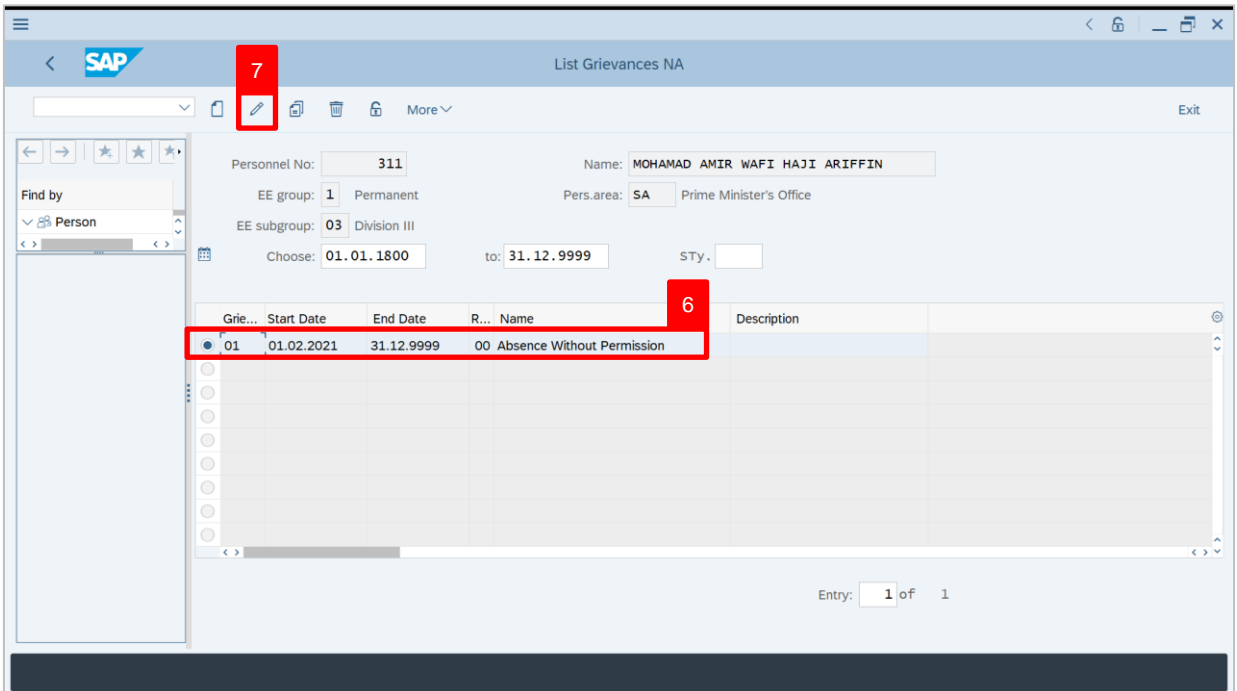 SAP
List Grievances NA
7
More
Exit
Personnel No: 311 Name: MOHAMAD AMIR WAFI HAJI ARIFFIN
Find by
EE group: 1 Permanent Pers.area: SA Prime Minister's Office
Person
EE subgroup: 03 Division III
Choose: 01.01.1800 to: 31.12.9999 STy.
6
Grie... Start Date End Date R... Name Description
01 01.02.2021 31.12.9999 00 Absence Without Permission
Entry: 1 of 1